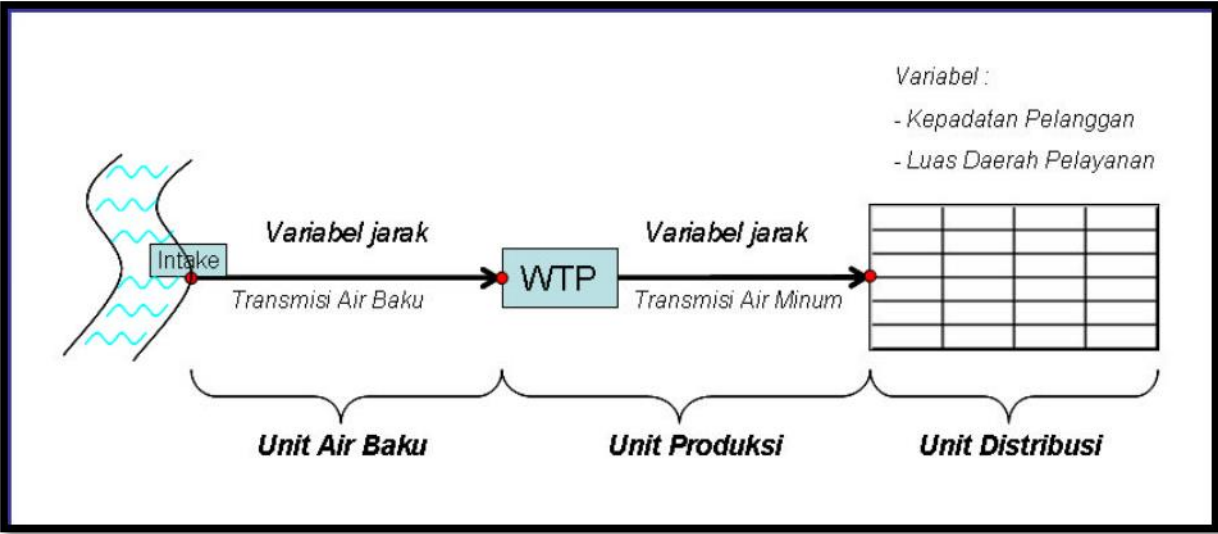 Variabel :
- Kepadatan Pelanggan
- Luas Daerah Pelayanan
Variabel jarak
Variabel jarak
Intake
WTP
Transmisi Air Baku
Transmisi Air Minum
Unit Air Baku
Unit Produksi
Unit Distribusi